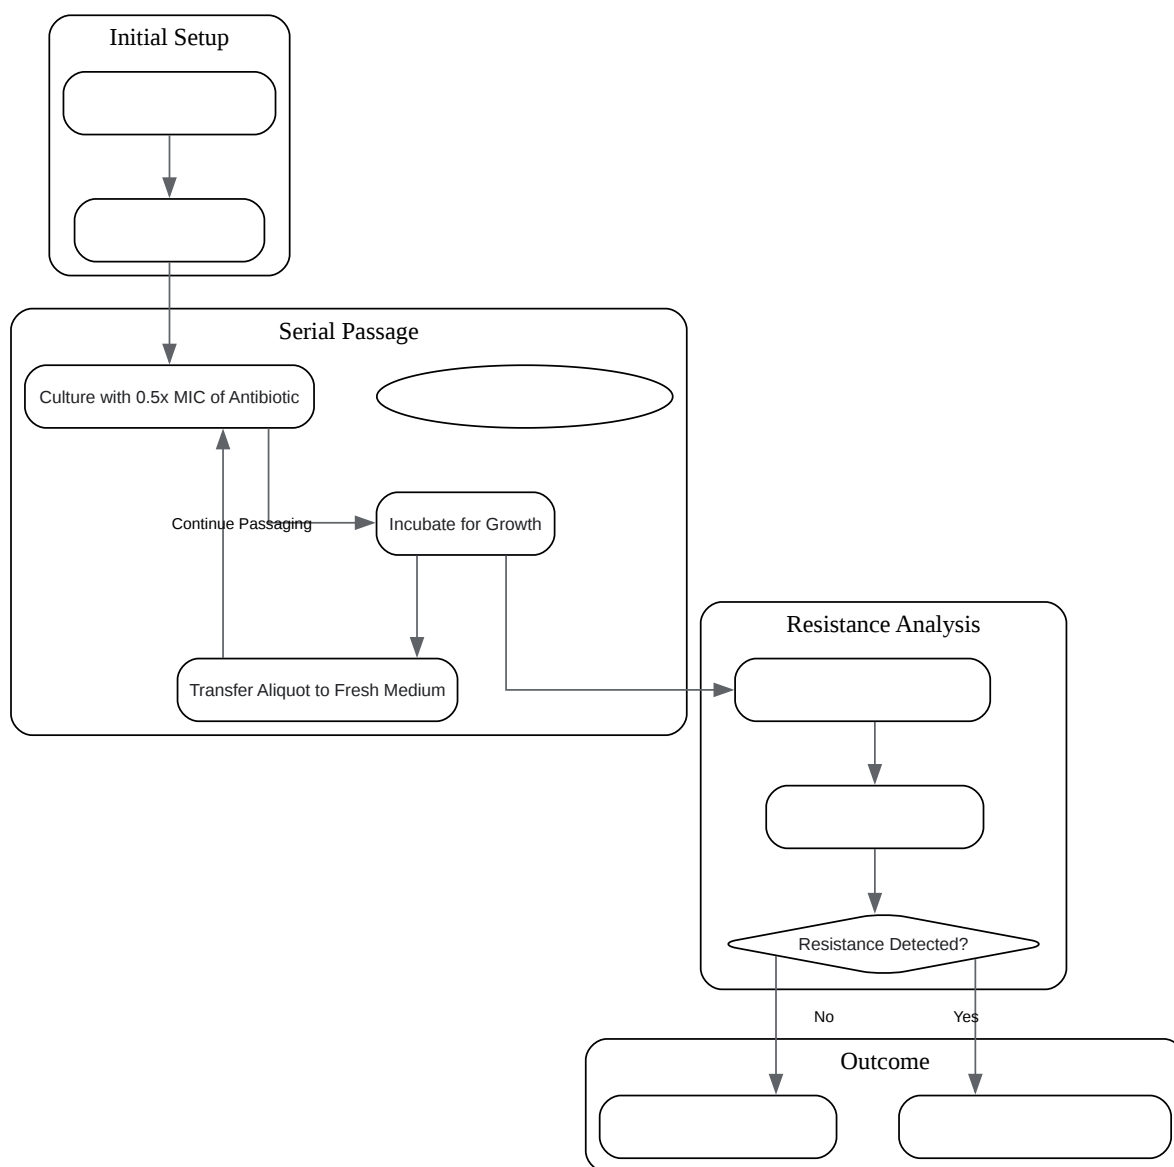 Initial Setup
Serial Passage
Culture with 0.5x MIC of Antibiotic
Continue Passaging
Incubate for Growth
Transfer Aliquot to Fresh Medium
Resistance Analysis
Resistance Detected?
No
Yes
Outcome